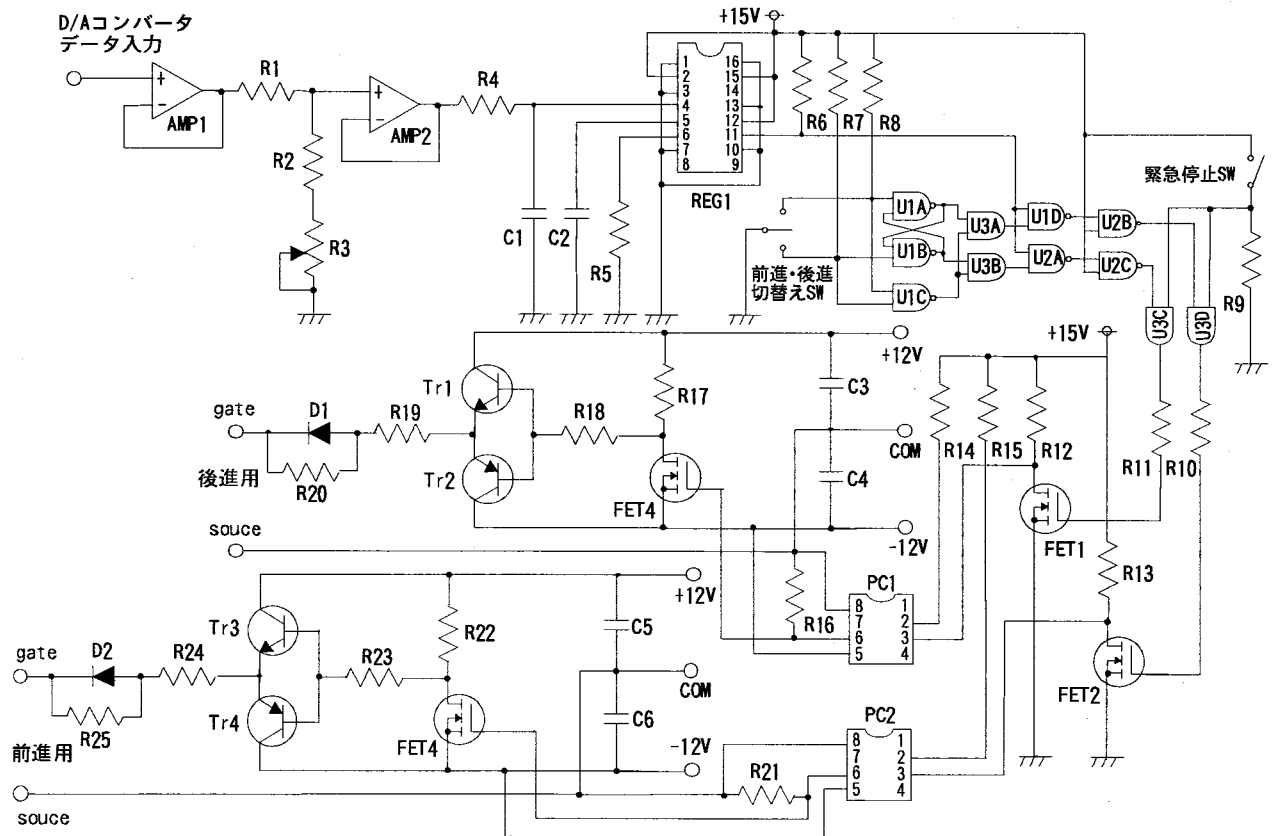 D/Aコンバータ
データ入力
AMP1
R1
R2
R3
AMP2
R4
C1
C2
R5
+15V
1
2
3
4
5
6
7
8
16
15
14
13
12
11
10
9
REG1
R6
R7
R8
前進・後進
切替えSW
U1A
U1B
U1C
U3A
U3B
U1D
U2A
U2B
U2C
緊急停止SW
R9
U3C
U3D
+15V
gate
D1
R19
R20
後進用
Tr1
Tr2
R18
R17
FET4
C3
C4
+12V
COM
-12V
souce
R14
R15
R12
R11
R10
FET1
R13
FET2
R16
PC1
8
7
6
5
1
2
3
4
gate
D2
R24
R25
前進用
Tr3
Tr4
R23
R22
FET4
C5
C6
+12V
COM
-12V
R21
PC2
8
7
6
5
1
2
3
4
souce